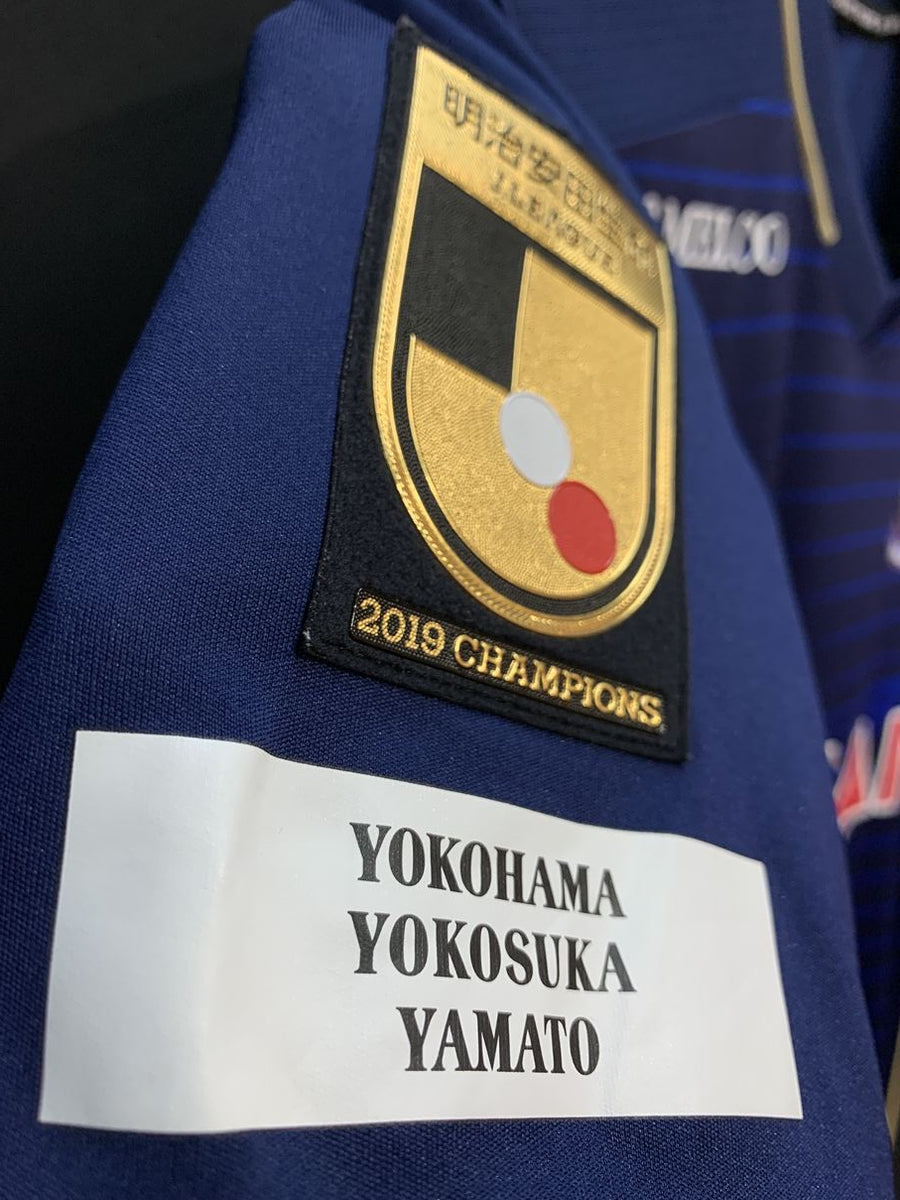 明治安田生命
J.LEAGUE
2019 CHAMPIONS
YOKOHAMA
YOKOSUKA
YAMATO